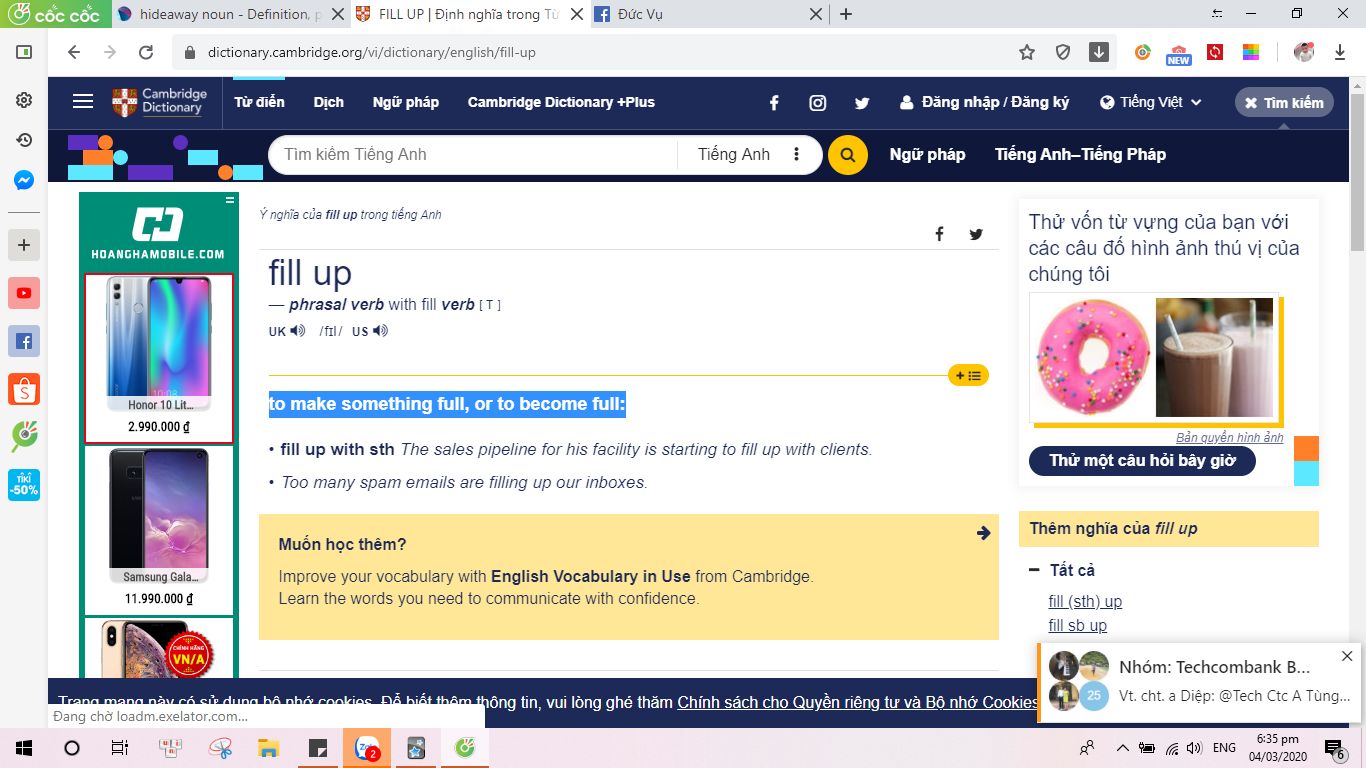 cốc cốc
hideaway noun - Definition, p
FILL UP | Định nghĩa trong Từ
Đức Vụ
dictionary.cambridge.org/vi/dictionary/english/fill-up
NEW
Cambridge Dictionary
Từ điển
Dịch
Ngữ pháp
Cambridge Dictionary +Plus
Đăng nhập / Đăng ký
Tiếng Việt
Tìm kiếm
Tìm kiếm Tiếng Anh
Tiếng Anh
Ngữ pháp
Tiếng Anh–Tiếng Pháp
HOANGHAMOBILE.COM
10:08
Honor 10 Lit...
2.990.000 ₫
Samsung Gala...
11.990.000 ₫
CHÍNH HÃNG
VN/A
TIKI
-50%
Ý nghĩa của fill up trong tiếng Anh
fill up
— phrasal verb with fill verb [ T ]
UK /fɪl/ US
to make something full, or to become full:
• fill up with sth The sales pipeline for his facility is starting to fill up with clients.
• Too many spam emails are filling up our inboxes.
Muốn học thêm?
Improve your vocabulary with English Vocabulary in Use from Cambridge.
Learn the words you need to communicate with confidence.
Thử vốn từ vựng của bạn với
các câu đố hình ảnh thú vị của
chúng tôi
Bản quyền hình ảnh
Thử một câu hỏi bây giờ
Thêm nghĩa của fill up
Tất cả
fill (sth) up
fill sb up
Nhóm: Techcombank B...
25
Vt. cht. a Diệp: @Tech Ctc A Tùng...
Trang mạng này có sử dụng bộ nhớ cookies. Để biết thêm thông tin, vui lòng ghé thăm Chính sách cho Quyền riêng tư và Bộ nhớ Cookies
Đang chờ loadm.exelator.com...
Zalo
2
ENG
6:35 pm
04/03/2020
6